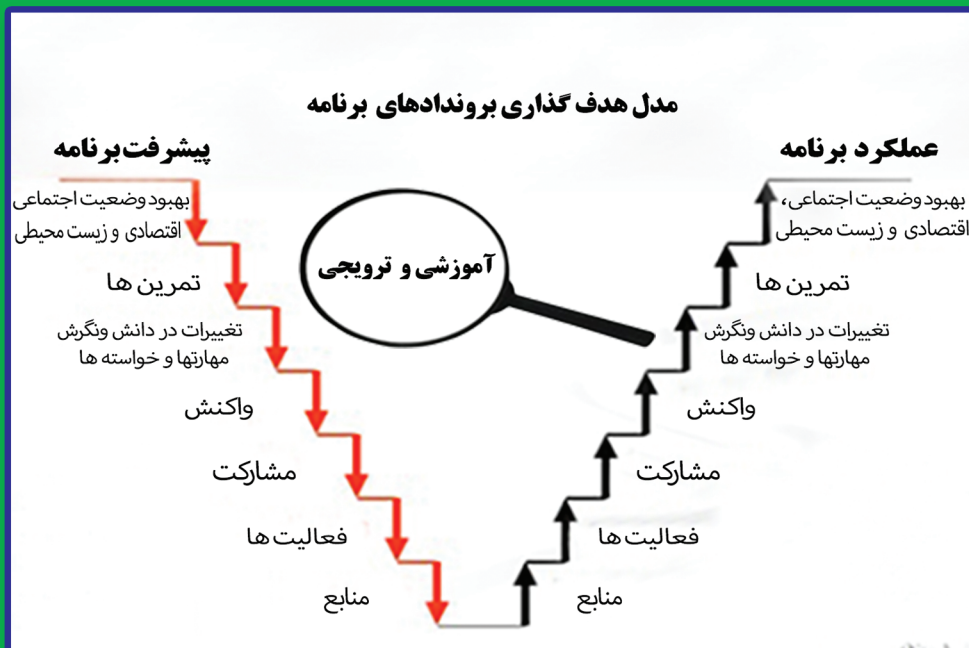 مدل هدف گذاری بروندادهای برنامه
عملکرد برنامه
بهبود وضعیت اجتماعی،
اقتصادی و زیست محیطی
تمرین ها
تغییرات در دانش ونگرش
مهارتها و خواسته ها
واکنش
مشارکت
فعالیت ها
منابع
آموزشی و ترویجی
پیشرفت برنامه
بهبود وضعیت اجتماعی
اقتصادی و زیست محیطی
تمرین ها
تغییرات در دانش ونگرش
مهارتها و خواسته ها
واکنش
مشارکت
فعالیت ها
منابع